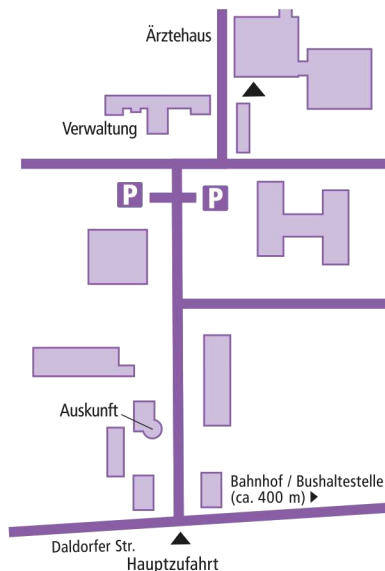 Ärztehaus
Verwaltung
P P
Auskunft
Bahnhof / Bushaltestelle
(ca. 400 m)
Daldorfer Str.
Hauptzufahrt